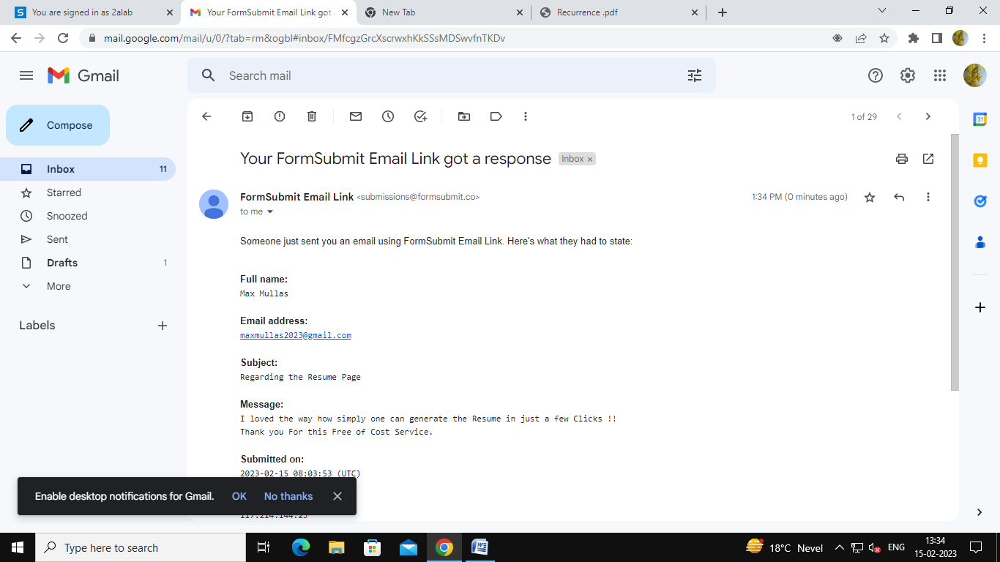 You are signed in as 2alab
Your FormSubmit Email Link got
New Tab
Recurrence .pdf
mail.google.com/mail/u/0/?tab=rm&ogbl#inbox/FMfcgzGrcXscrwxhKkSSsMDSwvfnTKDv
Gmail
Search mail
Compose
1 of 29
31
Your FormSubmit Email Link got a response
Inbox ×
Inbox 11
Starred
Snoozed
Sent
Drafts 1
More
Labels
FormSubmit Email Link <submissions@formsubmit.co>
1:34 PM (0 minutes ago)
to me
Someone just sent you an email using FormSubmit Email Link. Here's what they had to state:
Full name:
Max Mullas
Email address:
maxmullas2023@gmail.com
Subject:
Regarding the Resume Page
Message:
I loved the way how simply one can generate the Resume in just a few Clicks !!
Thank you For this Free of Cost Service.
Submitted on:
2023-02-15 08:03:53 (UTC)
Enable desktop notifications for Gmail. OK No thanks
Type here to search
18°C Nevel
ENG
13:34
15-02-2023